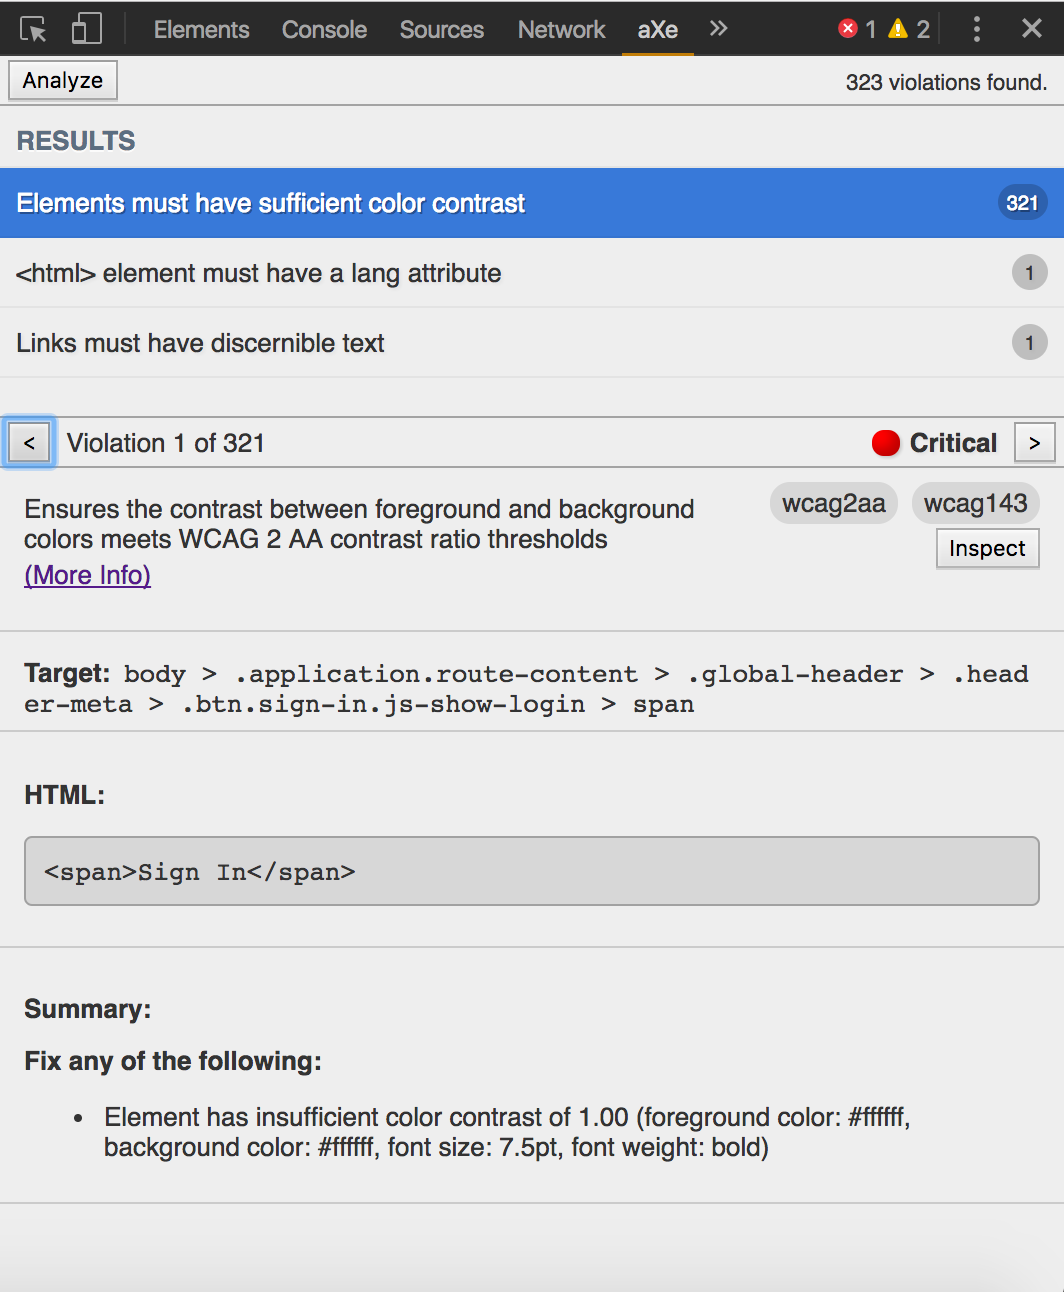 Elements Console Sources Network aXe » 1 2
Analyze 323 violations found.
RESULTS
Elements must have sufficient color contrast 321
<html> element must have a lang attribute 1
Links must have discernible text 1
< Violation 1 of 321 Critical >
Ensures the contrast between foreground and background
colors meets WCAG 2 AA contrast ratio thresholds
(More Info)
wcag2aa wcag143
Inspect
Target: body > .application.route-content > .global-header > .head
er-meta > .btn.sign-in.js-show-login > span
HTML:
<span>Sign In</span>
Summary:
Fix any of the following:
• Element has insufficient color contrast of 1.00 (foreground color: #ffffff,
background color: #ffffff, font size: 7.5pt, font weight: bold)